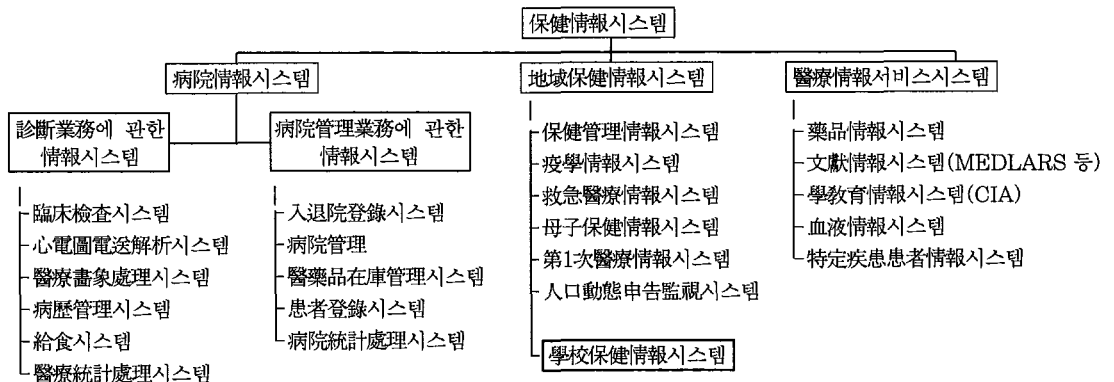 保健情報시스템
病院情報시스템
地域保健情報시스템
醫療情報서비스시스템
診斷業務에 관한
情報시스템
病院管理業務에 관한
情報시스템
臨床檢査시스템
心電圖電送解析시스템
醫療畵象處理시스템
病歷管理시스템
給食시스템
醫療統計處理시스템
入退院登錄시스템
病院管理
醫藥品在庫管理시스템
患者登錄시스템
病院統計處理시스템
保健管理情報시스템
疫學情報시스템
救急醫療情報시스템
母子保健情報시스템
第1次醫療情報시스템
人口動態申告監視시스템
學校保健情報시스템
藥品情報시스템
文獻情報시스템(MEDLARS 등)
學敎育情報시스템(CIA)
血液情報시스템
特定疾患患者情報시스템